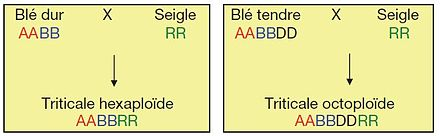 Blé dur X Seigle
AABB RR
Triticale hexaploïde
AABBRR
Blé tendre X Seigle
AABBDD RR
Triticale octoploïde
AABBDDRR